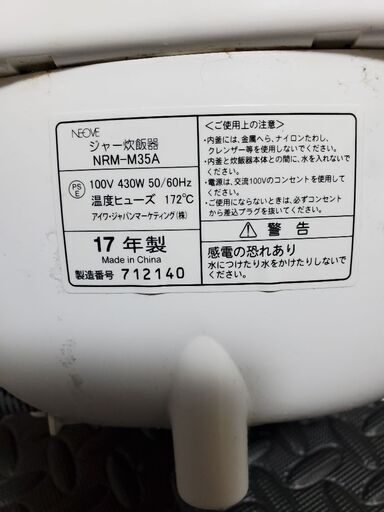 NEOVE
ジャー炊飯器
NRM-M35A
PS
E
100V 430W 50/60Hz
温度ヒューズ 172℃
アイワ・ジャパンマーケティング(株)
17年製
Made in China
製造番号 712140
<ご使用上の注意>
・内釜には、金属へら、ナイロンたわし、
クレンザー等を使用しないでください。
・内釜と炊飯器本体との間に、水を入れないで
ください。
・電源は、交流100Vのコンセントを使用して
ください。
・ご使用にならないときは、必ずコンセント
から差込プラグを抜いてください。
警告
感電の恐れあり
水につけたり水をかけたりしないで
ください。